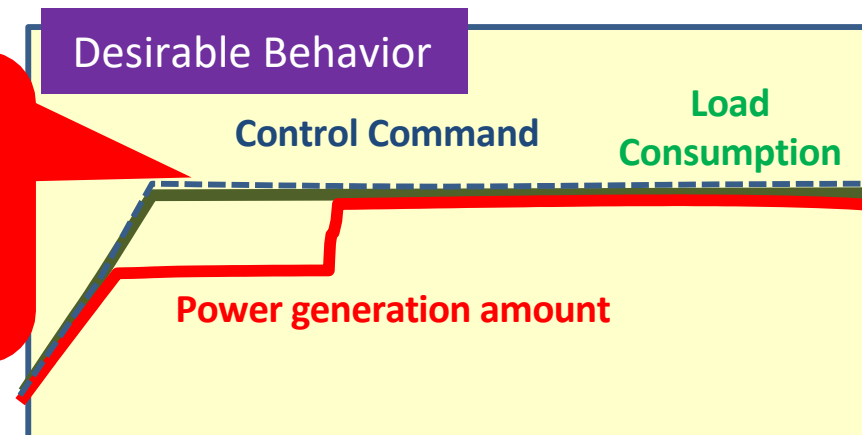 Desirable Behavior
Control Command
Load
Consumption
Power generation amount